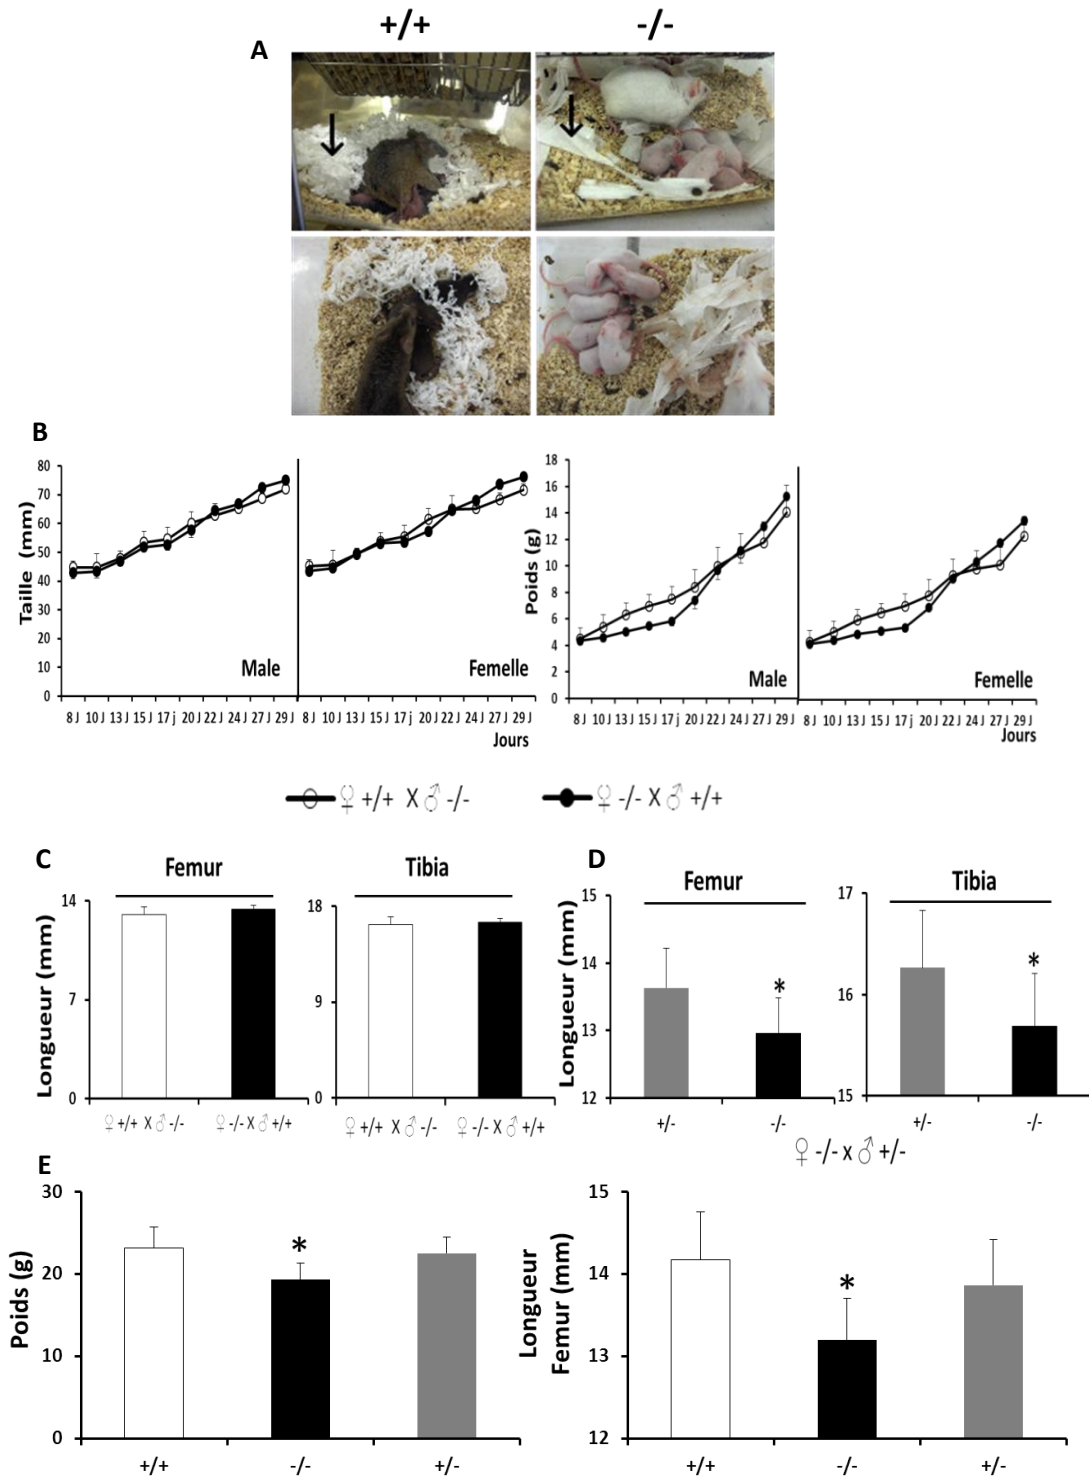 +/+ -/-
A
B
Taille (mm)
80
70
60
50
40
30
20
10
0
Male
Femelle
8 J 10 J 13 J 15 J 17 j 20 J 22 J 24 J 27 J 29 J
8 J 10 J 13 J 15 J 17 j 20 J 22 J 24 J 27 J 29 J
Jours
Poids (g)
18
16
14
12
10
8
6
4
2
0
Male
Femelle
8 J 10 J 13 J 15 J 17 j 20 J 22 J 24 J 27 J 29 J
8 J 10 J 13 J 15 J 17 j 20 J 22 J 24 J 27 J 29 J
Jours
♀ +/+ X ♂ -/- ♀ -/- X ♂ +/+
C
Femur
Longueur (mm)
14
7
0
♀ +/+ X ♂ -/- ♀ -/- X ♂ +/+
Tibia
18
9
0
♀ +/+ X ♂ -/- ♀ -/- X ♂ +/+
D
Femur
Longueur (mm)
15
14
13
12
*
+/- -/-
Tibia
17
16
15
*
+/- -/-
♀ -/- x ♂ +/-
E
Poids (g)
30
20
10
0
*
+/+ -/- +/-
Longueur
Femur (mm)
15
14
13
12
*
+/+ -/- +/-